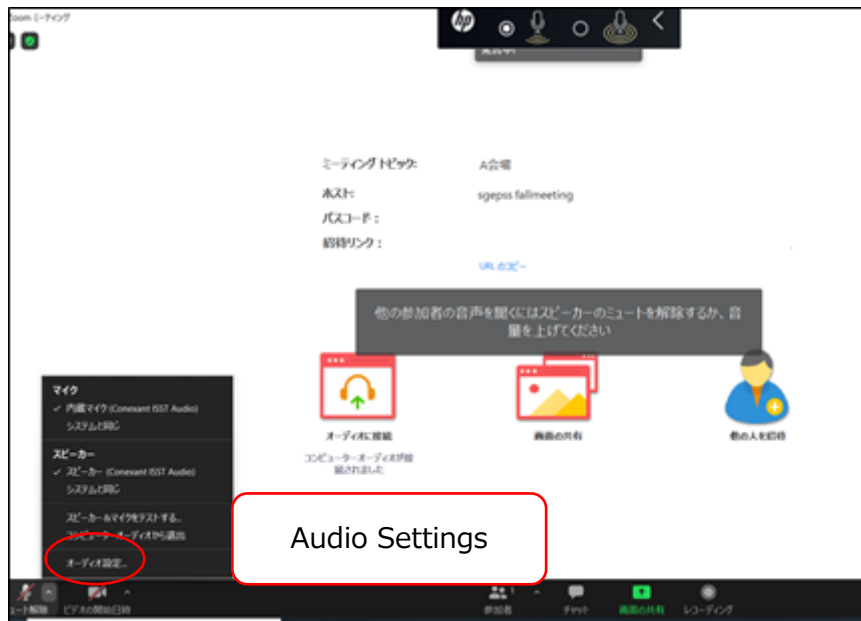 Zoom ミーティング
hp
ミーティング トピック:
A会場
ホスト:
sgepss fallmeeting
パスコード :
招待リンク :
URL のコピー
他の参加者の音声を聞くにはスピーカーのミュートを解除するか、音
量を上げてください
マイク
✓ 内蔵マイク (Conexant ISST Audio)
システムと同じ
スピーカー
✓ スピーカー (Conexant ISST Audio)
システムと同じ
スピーカー&マイクをテストする...
コンピューター オーディオから退出
オーディオ設定...
オーディオに接続
コンピューターオーディオが接
続されました
画面の共有
他の人を招待
Audio Settings
ミュート解除
ビデオの開始日時
1
参加者
チャット
画面の共有
レコーディング